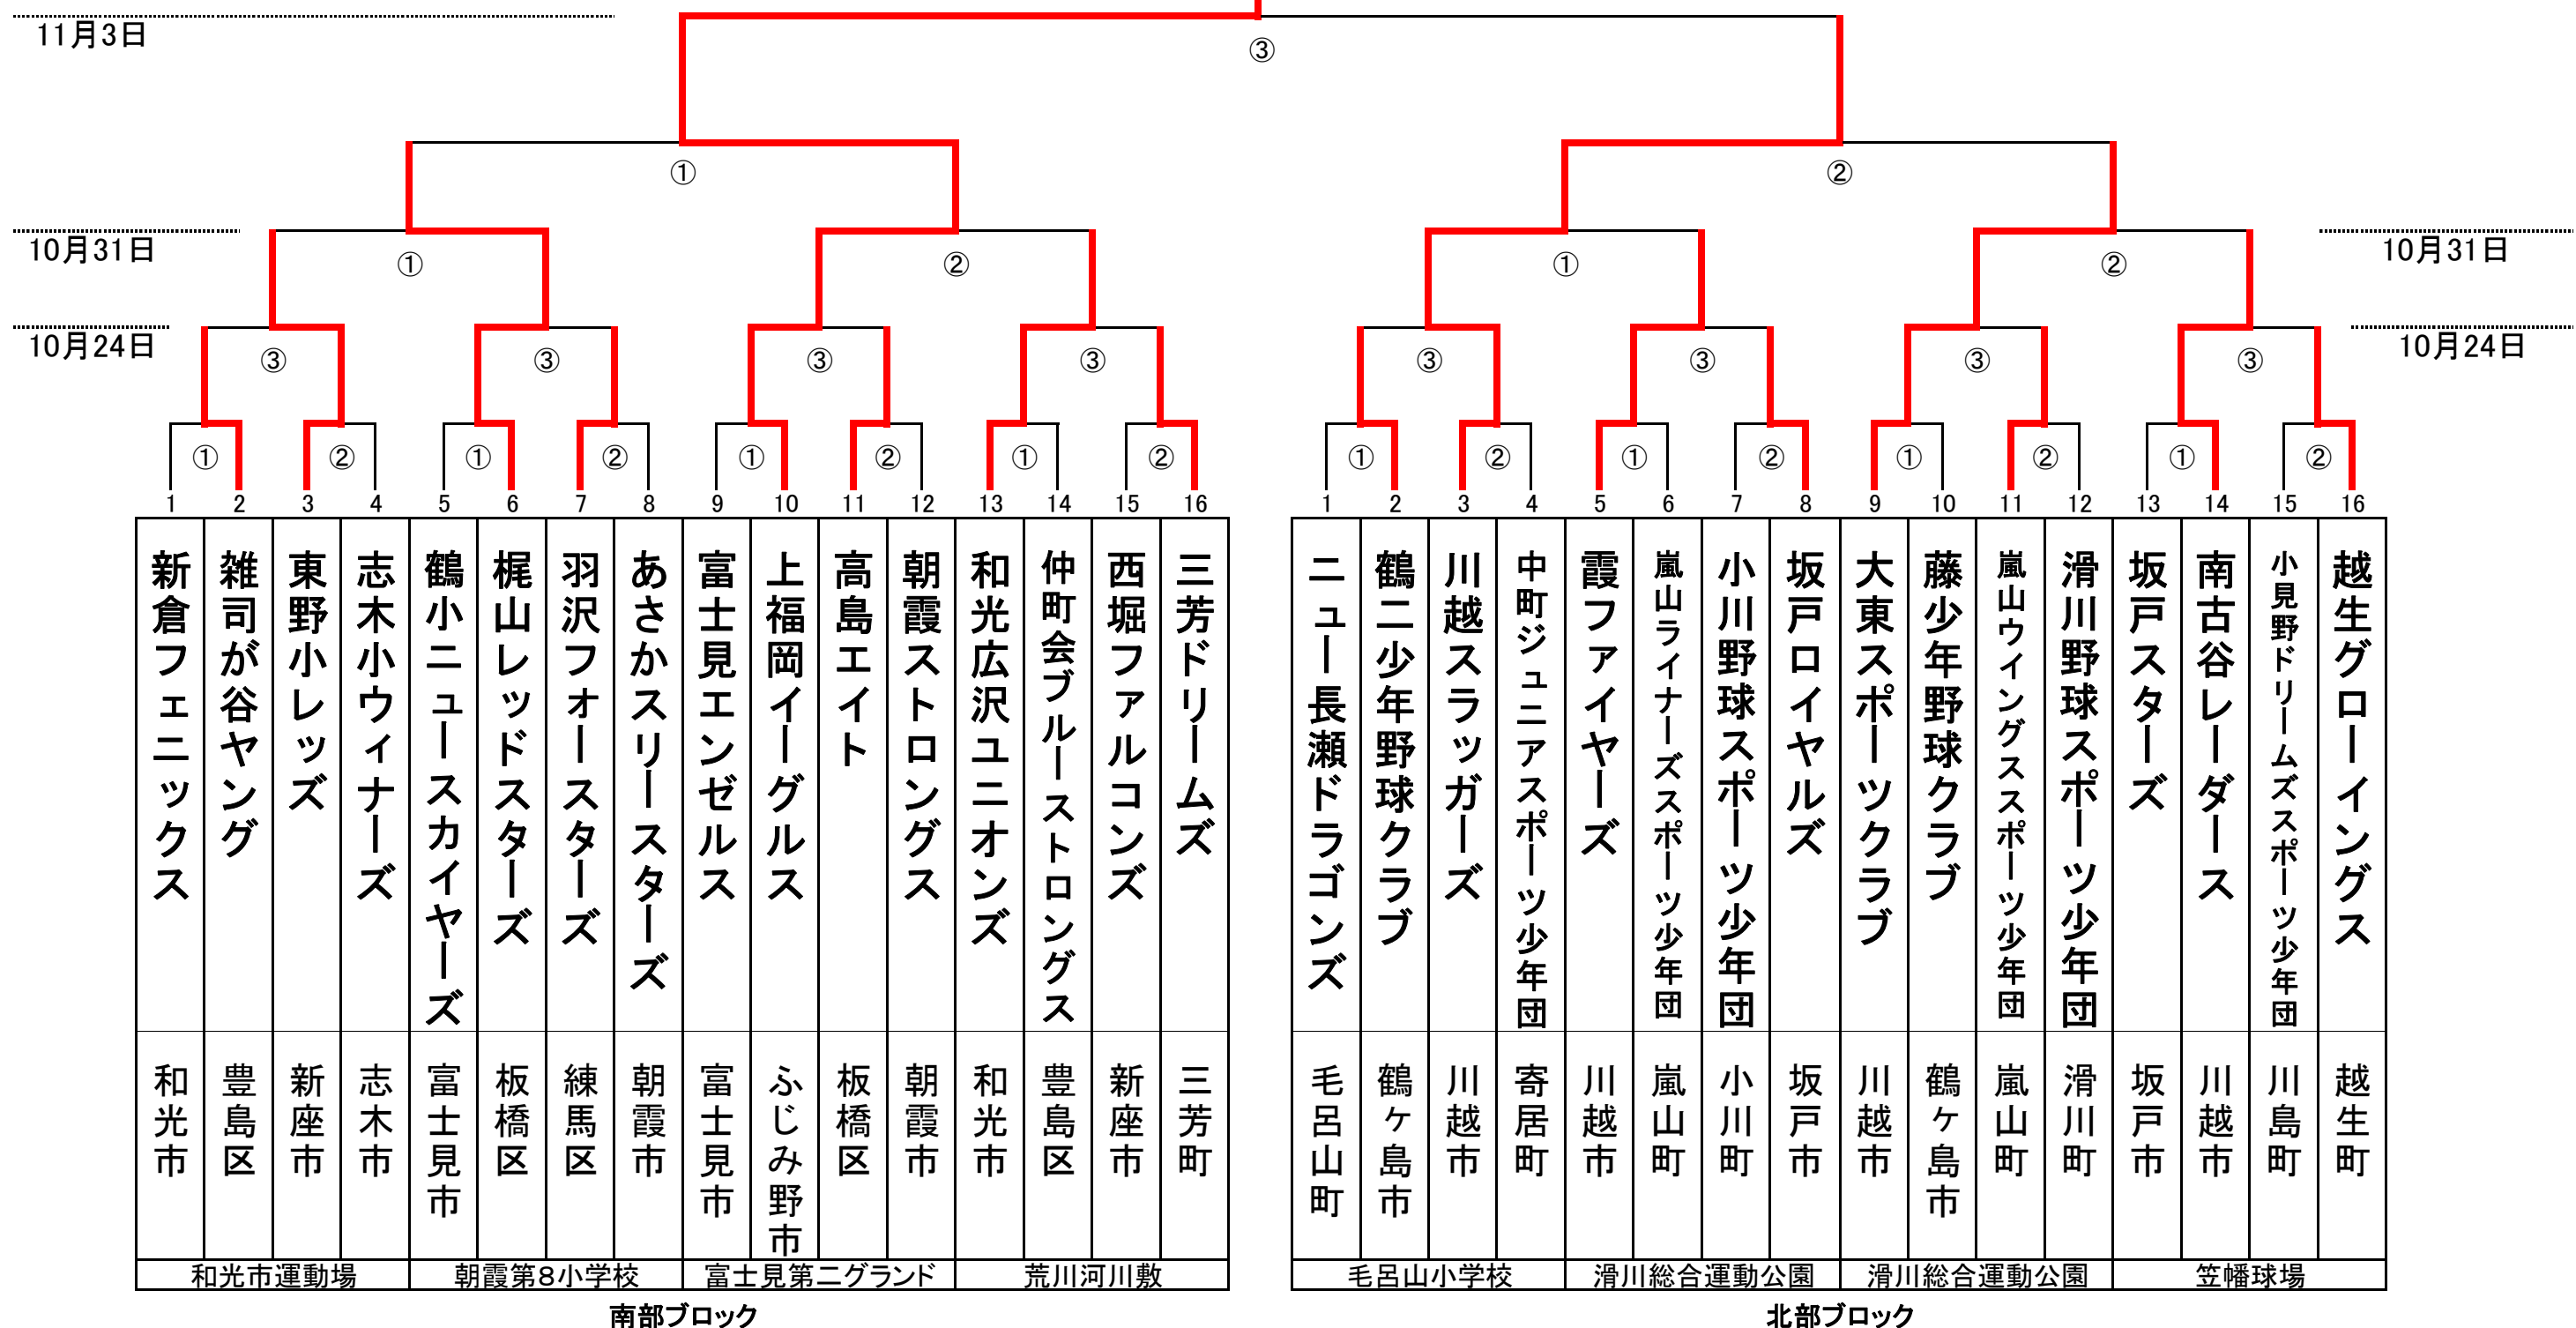 11月3日
③
①
②
10月31日
①
②
①
②
10月31日
10月24日
③
③
③
③
③
③
③
③
10月24日
①
②
①
②
①
②
①
②
①
②
①
②
①
②
①
②
1
2
3
4
5
6
7
8
9
10
11
12
13
14
15
16
1
2
3
4
5
6
7
8
9
10
11
12
13
14
15
16
新倉フェニックス
雑司が谷ヤング
東野小レッズ
志木小ウィナーズ
鶴小ニュースカイヤーズ
梶山レッドスターズ
羽沢フォースターズ
あさかスリースターズ
富士見エンゼルス
上福岡イーグルス
高島エイト
朝霞ストロングス
和光広沢ユニオンズ
仲町会ブルーストロングス
西堀ファルコンズ
三芳ドリームズ
ニュー長瀬ドラゴンズ
鶴二少年野球クラブ
川越スラッガーズ
中町ジュニアスポーツ少年団
霞ファイヤーズ
嵐山ライナーズスポーツ少年団
小川野球スポーツ少年団
坂戸ロイヤルズ
大東スポーツクラブ
藤少年野球クラブ
嵐山ウイングススポーツ少年団
滑川野球スポーツ少年団
坂戸スターズ
南古谷レーダース
小見野ドリームズスポーツ少年団
越生グローイングス
和光市
豊島区
新座市
志木市
富士見市
板橋区
練馬区
朝霞市
富士見市
ふじみ野市
板橋区
朝霞市
和光市
豊島区
新座市
三芳町
毛呂山町
鶴ヶ島市
川越市
寄居町
川越市
嵐山町
小川町
坂戸市
川越市
鶴ヶ島市
嵐山町
滑川町
坂戸市
川越市
川島町
越生町
和光市運動場
朝霞第８小学校
富士見第二グランド
荒川河川敷
毛呂山小学校
滑川総合運動公園
滑川総合運動公園
笠幡球場
南部ブロック
北部ブロック